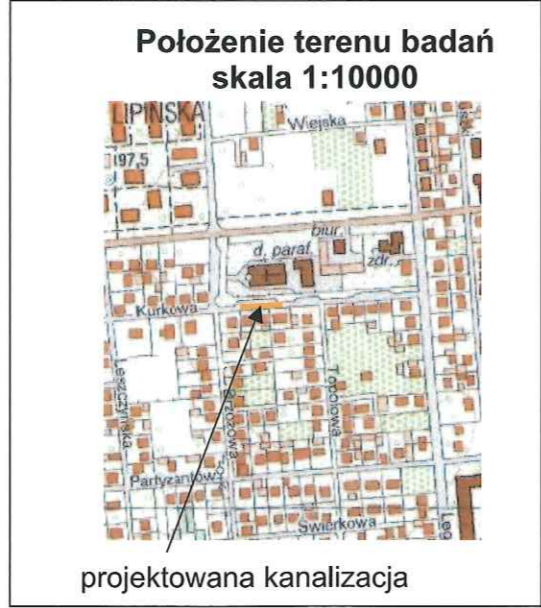 Położenie terenu badań
skala 1:10000
LIPIŃSKA
Wiejska
197,5
biur.
d. paraf.
zdr.
Kurkowa
Leszczyńska
Brzozowa
Topolowa
Partyzantów
Świerkowa
projektowana kanalizacja